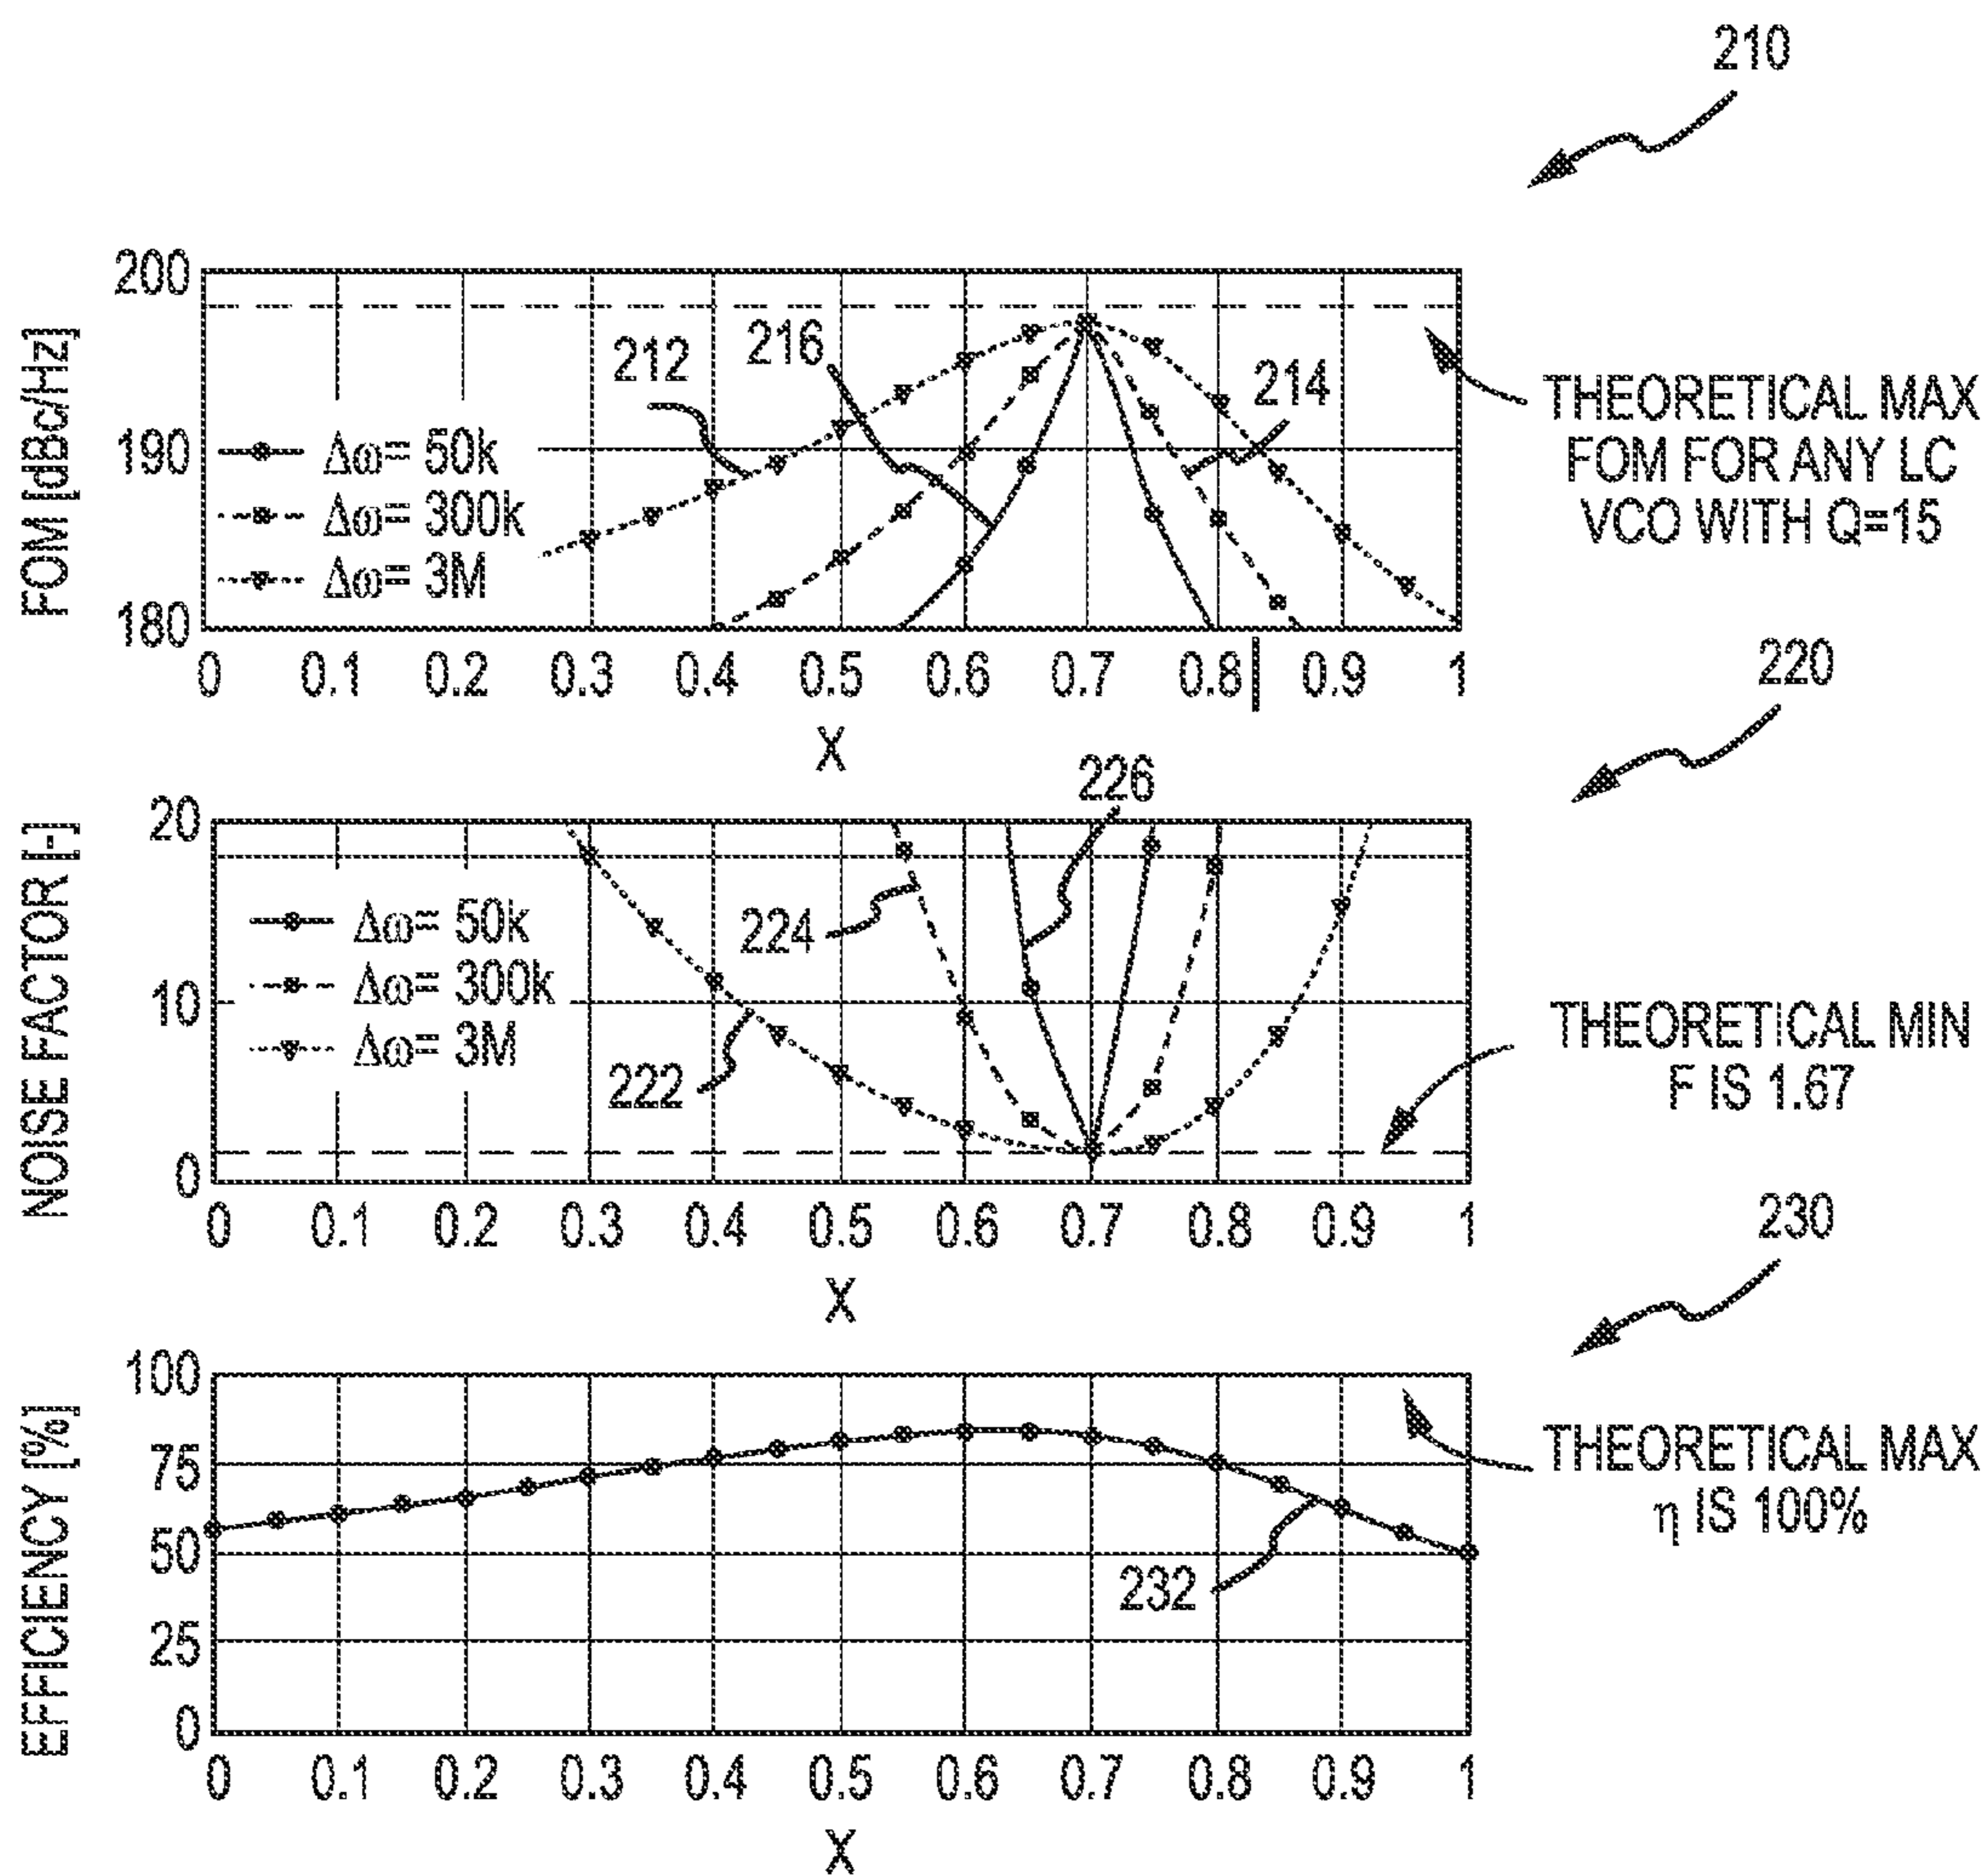 210
FOM [dBc/Hz]
200
190
180
212
216
214
Δω= 50k
Δω= 300k
Δω= 3M
THEORETICAL MAX
FOM FOR ANY LC
VCO WITH Q=15
0 0.1 0.2 0.3 0.4 0.5 0.6 0.7 0.8 0.9 1
X
220
NOISE FACTOR [-]
20
10
0
226
224
222
Δω= 50k
Δω= 300k
Δω= 3M
THEORETICAL MIN
F IS 1.67
0 0.1 0.2 0.3 0.4 0.5 0.6 0.7 0.8 0.9 1
X
230
EFFICIENCY [%]
100
75
50
25
0
232
THEORETICAL MAX
η IS 100%
0 0.1 0.2 0.3 0.4 0.5 0.6 0.7 0.8 0.9 1
X